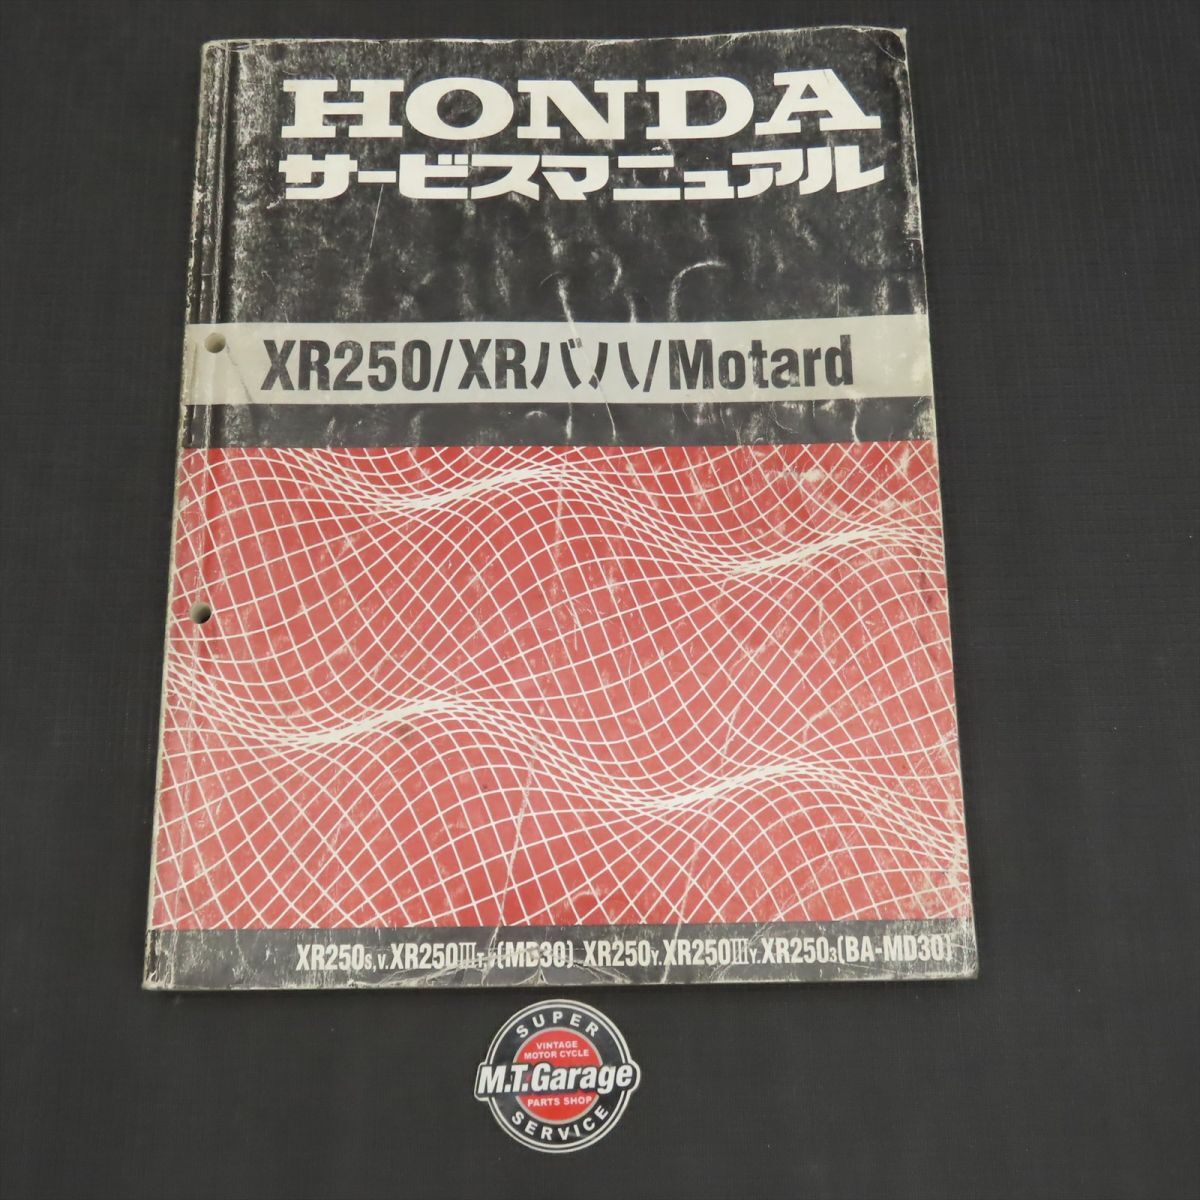 HONDA
サービスマニュアル
XR250/XRバハ/Motard
XR250S,V. XR250ⅢT, (MD30) XR250Y. XR250ⅢY. XR2503(BA-MD30)
SUPER
VINTAGE
MOTOR CYCLE
M.T.Garage
PARTS SHOP
SERVICE